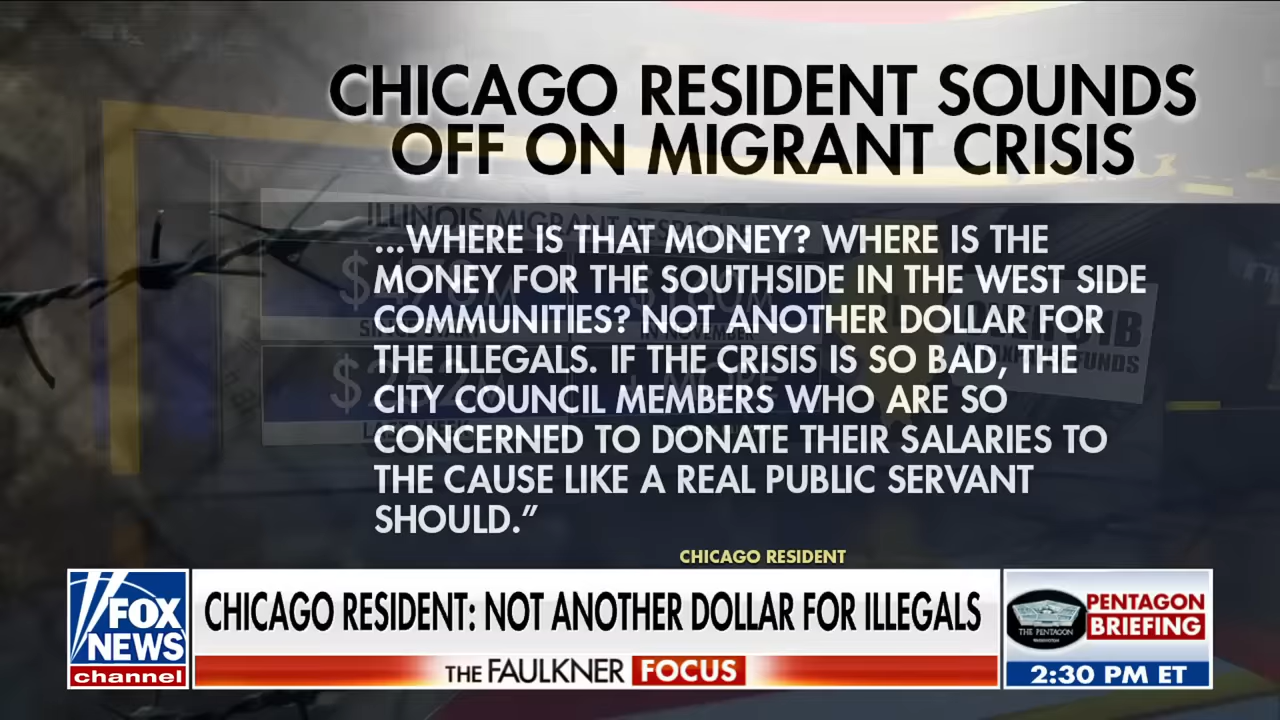 CHICAGO RESIDENT SOUNDS
OFF ON MIGRANT CRISIS
ILLINOIS MIGRANT
...WHERE IS THAT MONEY? WHERE IS THE
MONEY FOR THE SOUTHSIDE IN THE WEST SIDE
COMMUNITIES? NOT ANOTHER DOLLAR FOR
THE ILLEGALS. IF THE CRISIS IS SO BAD, THE
CITY COUNCIL MEMBERS WHO ARE SO
CONCERNED TO DONATE THEIR SALARIES TO
THE CAUSE LIKE A REAL PUBLIC SERVANT
SHOULD.”
CHICAGO RESIDENT
FOX
NEWS
channel
CHICAGO RESIDENT: NOT ANOTHER DOLLAR FOR ILLEGALS
THE FAULKNER FOCUS
THE PENTAGON
PENTAGON
BRIEFING
2:30 PM ET